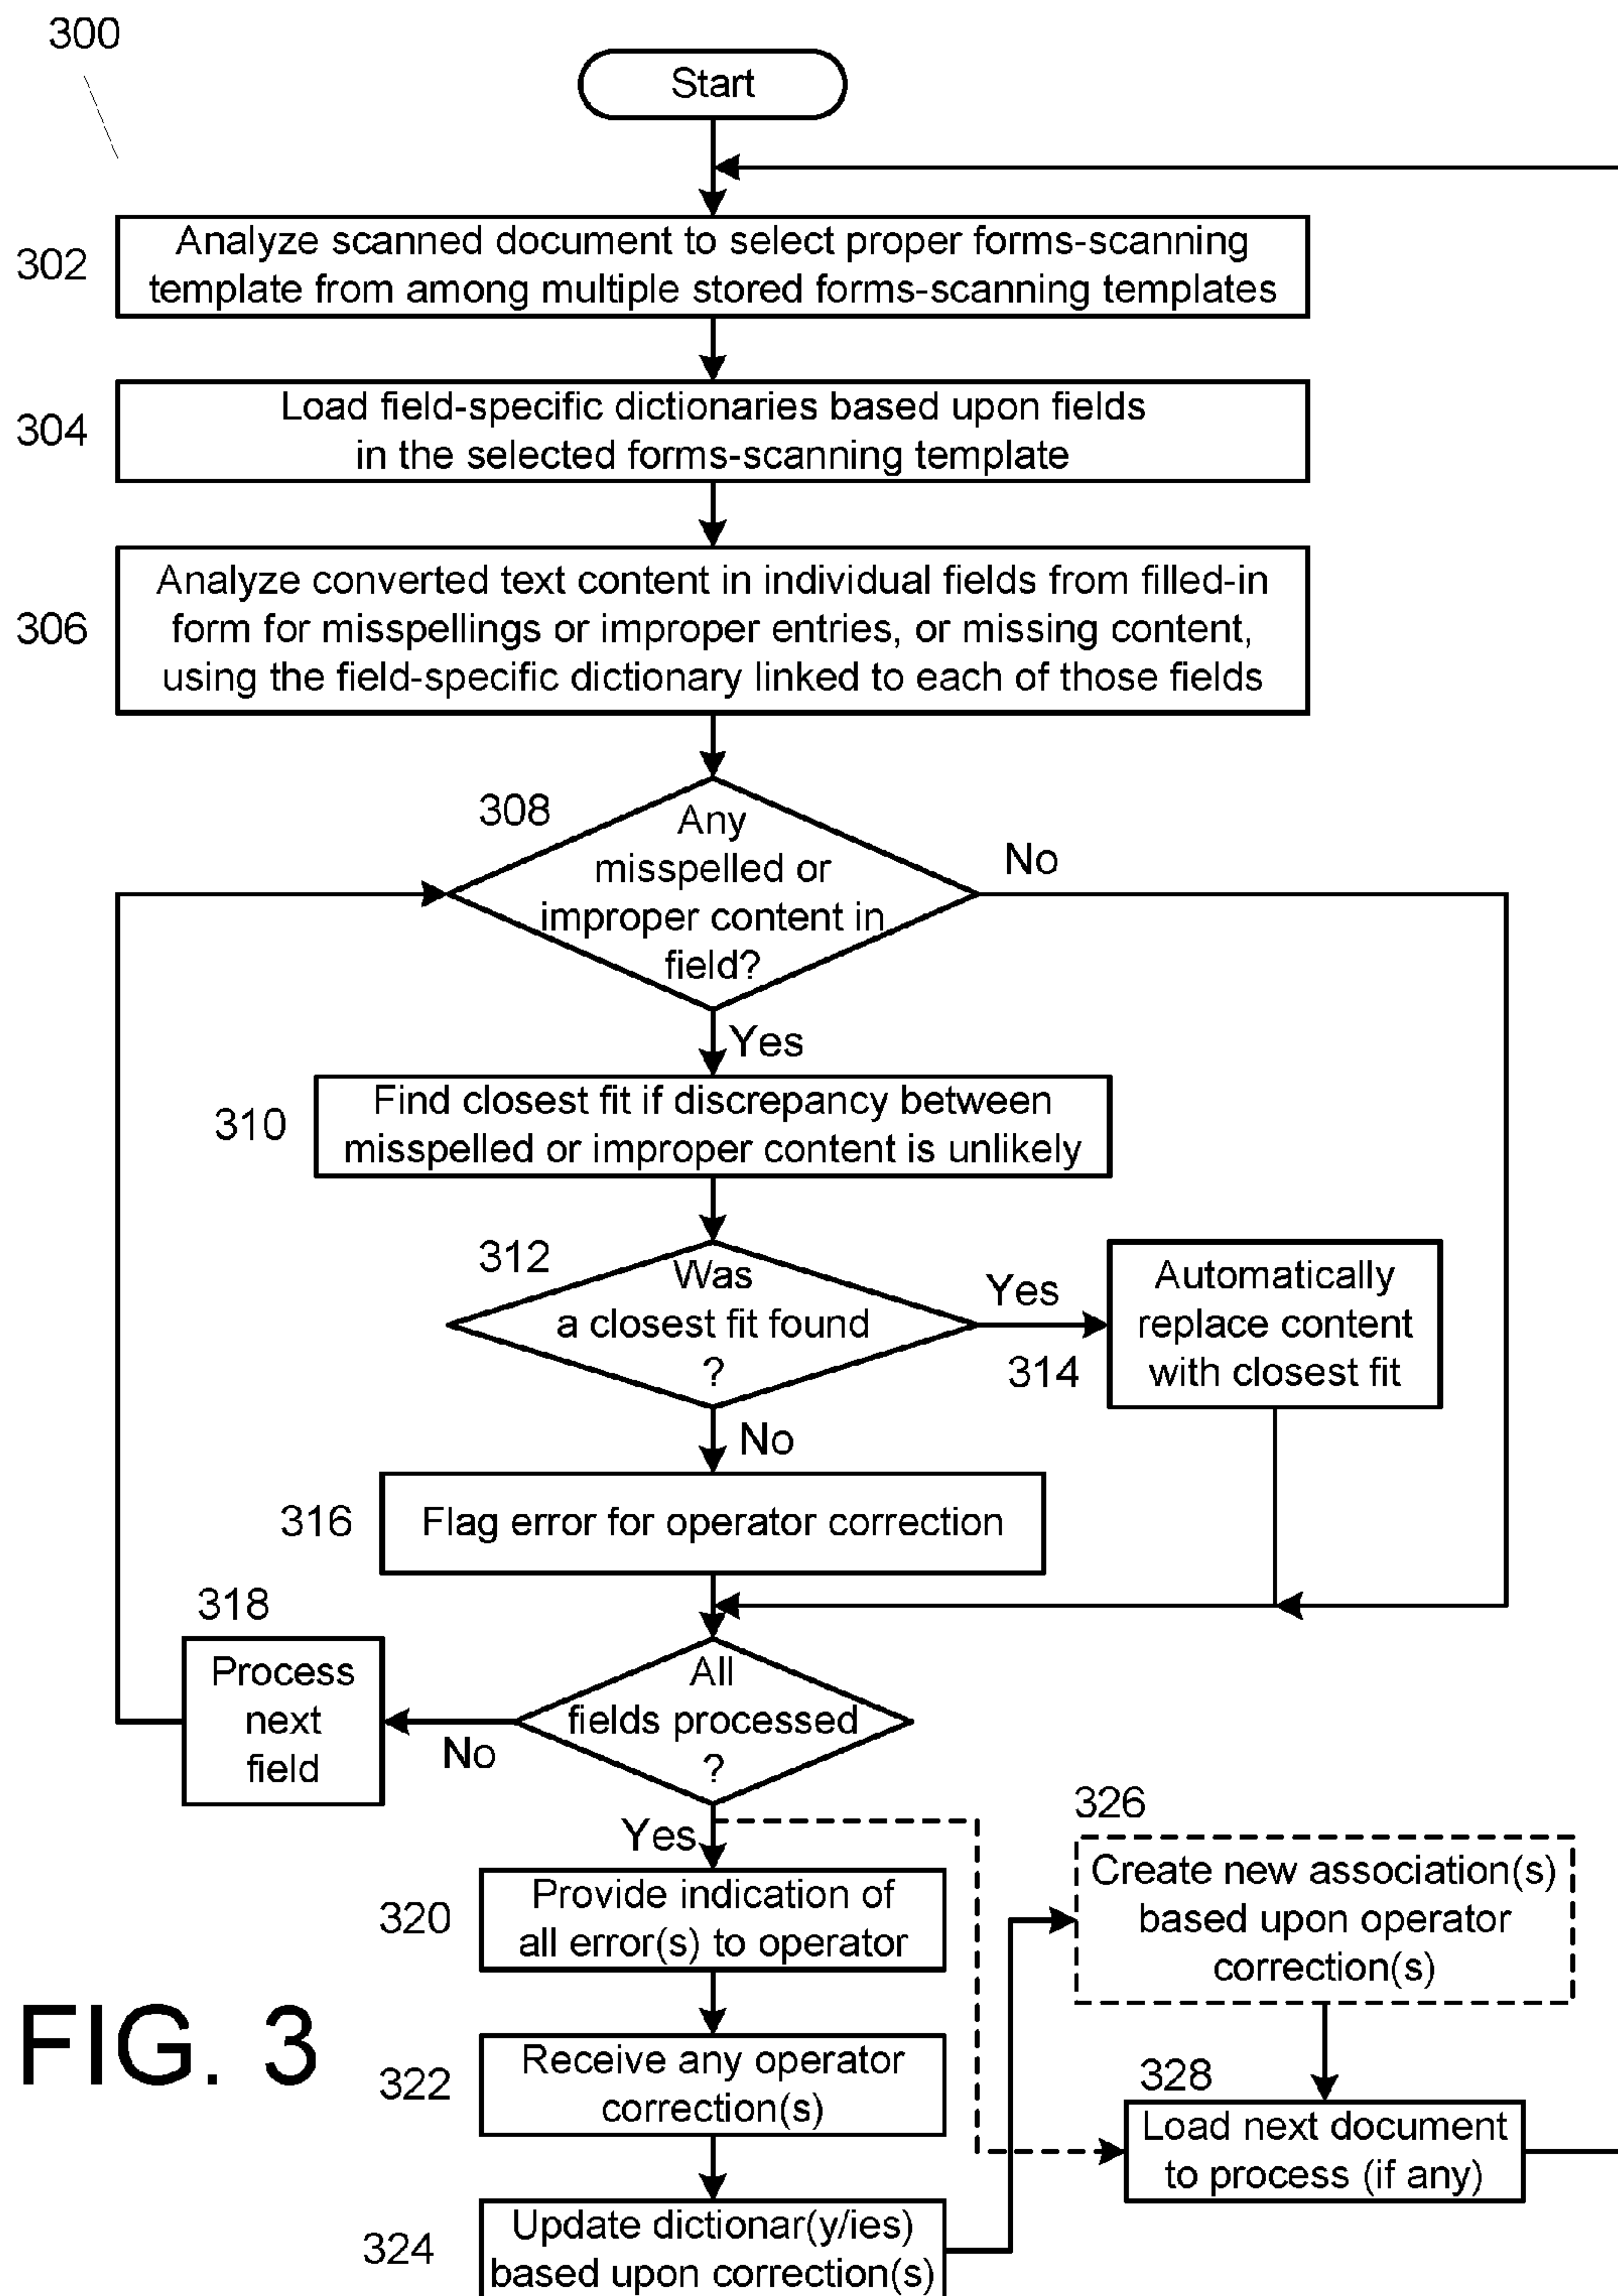 300
Start
302
Analyze scanned document to select proper forms-scanning
template from among multiple stored forms-scanning templates
304
Load field-specific dictionaries based upon fields
in the selected forms-scanning template
306
Analyze converted text content in individual fields from filled-in
form for misspellings or improper entries, or missing content,
using the field-specific dictionary linked to each of those fields
308
Any
misspelled or
improper content in
field?
No
Yes
310
Find closest fit if discrepancy between
misspelled or improper content is unlikely
312
Was
a closest fit found
?
Yes
314
Automatically
replace content
with closest fit
No
316
Flag error for operator correction
318
Process
next
field
All
fields processed
?
No
Yes
320
Provide indication of
all error(s) to operator
326
Create new association(s)
based upon operator
correction(s)
FIG. 3
322
Receive any operator
correction(s)
328
Load next document
to process (if any)
324
Update dictionar(y/ies)
based upon correction(s)